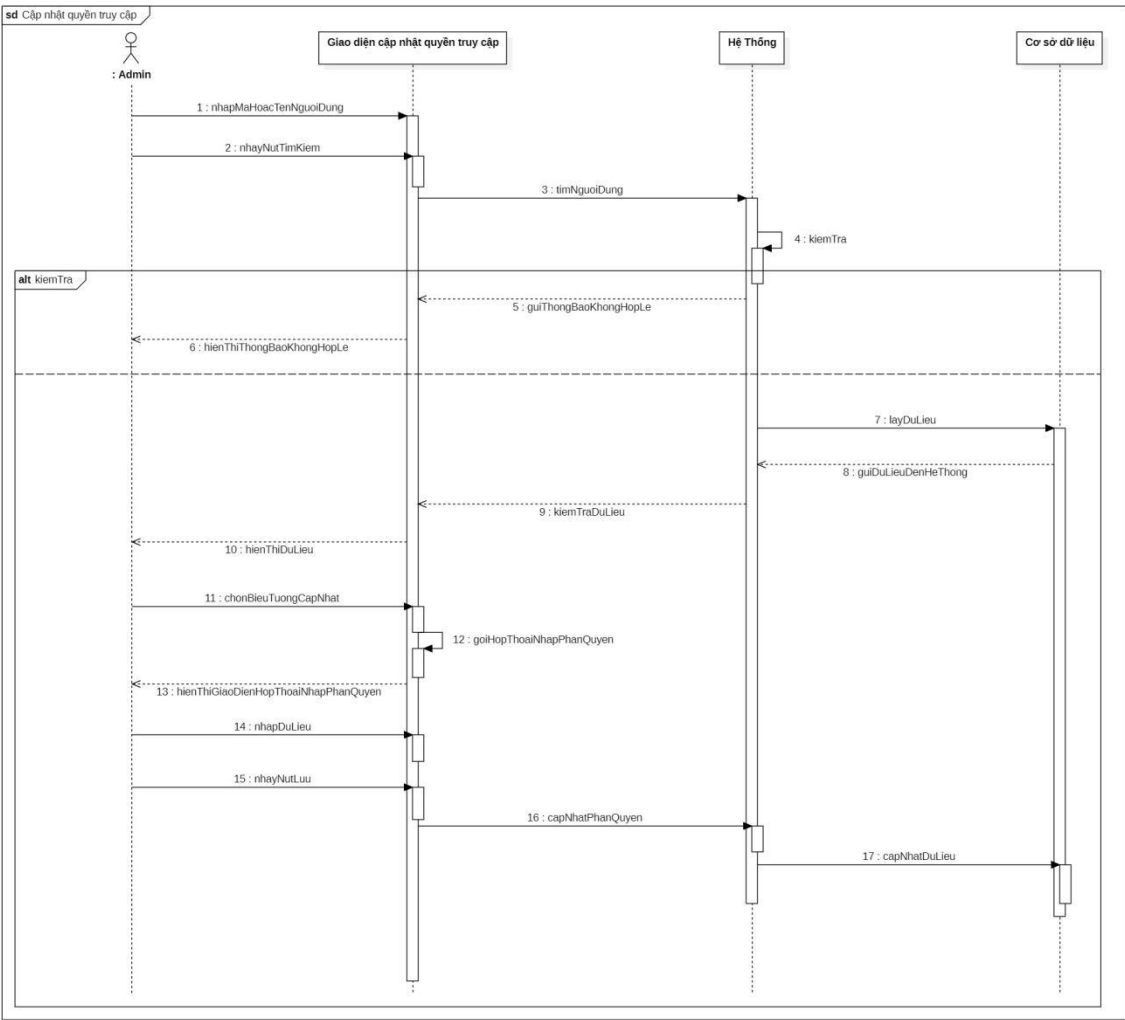 sd Cập nhật quyền truy cập
: Admin
Giao diện cập nhật quyền truy cập
Hệ Thống
Cơ sở dữ liệu
1 : nhapMaHoacTenNguoiDung
2 : nhayNutTimKiem
3 : timNguoiDung
4 : kiemTra
alt kiemTra
5 : guiThongBaoKhongHopLe
6 : hienThiThongBaoKhongHopLe
7 : layDuLieu
8 : guiDuLieuDenHeThong
9 : kiemTraDuLieu
10 : hienThiDuLieu
11 : chonBieuTuongCapNhat
12 : goiHopThoaiNhapPhanQuyen
13 : hienThiGiaoDienHopThoaiNhapPhanQuyen
14 : nhapDuLieu
15 : nhayNutLuu
16 : capNhatPhanQuyen
17 : capNhatDuLieu